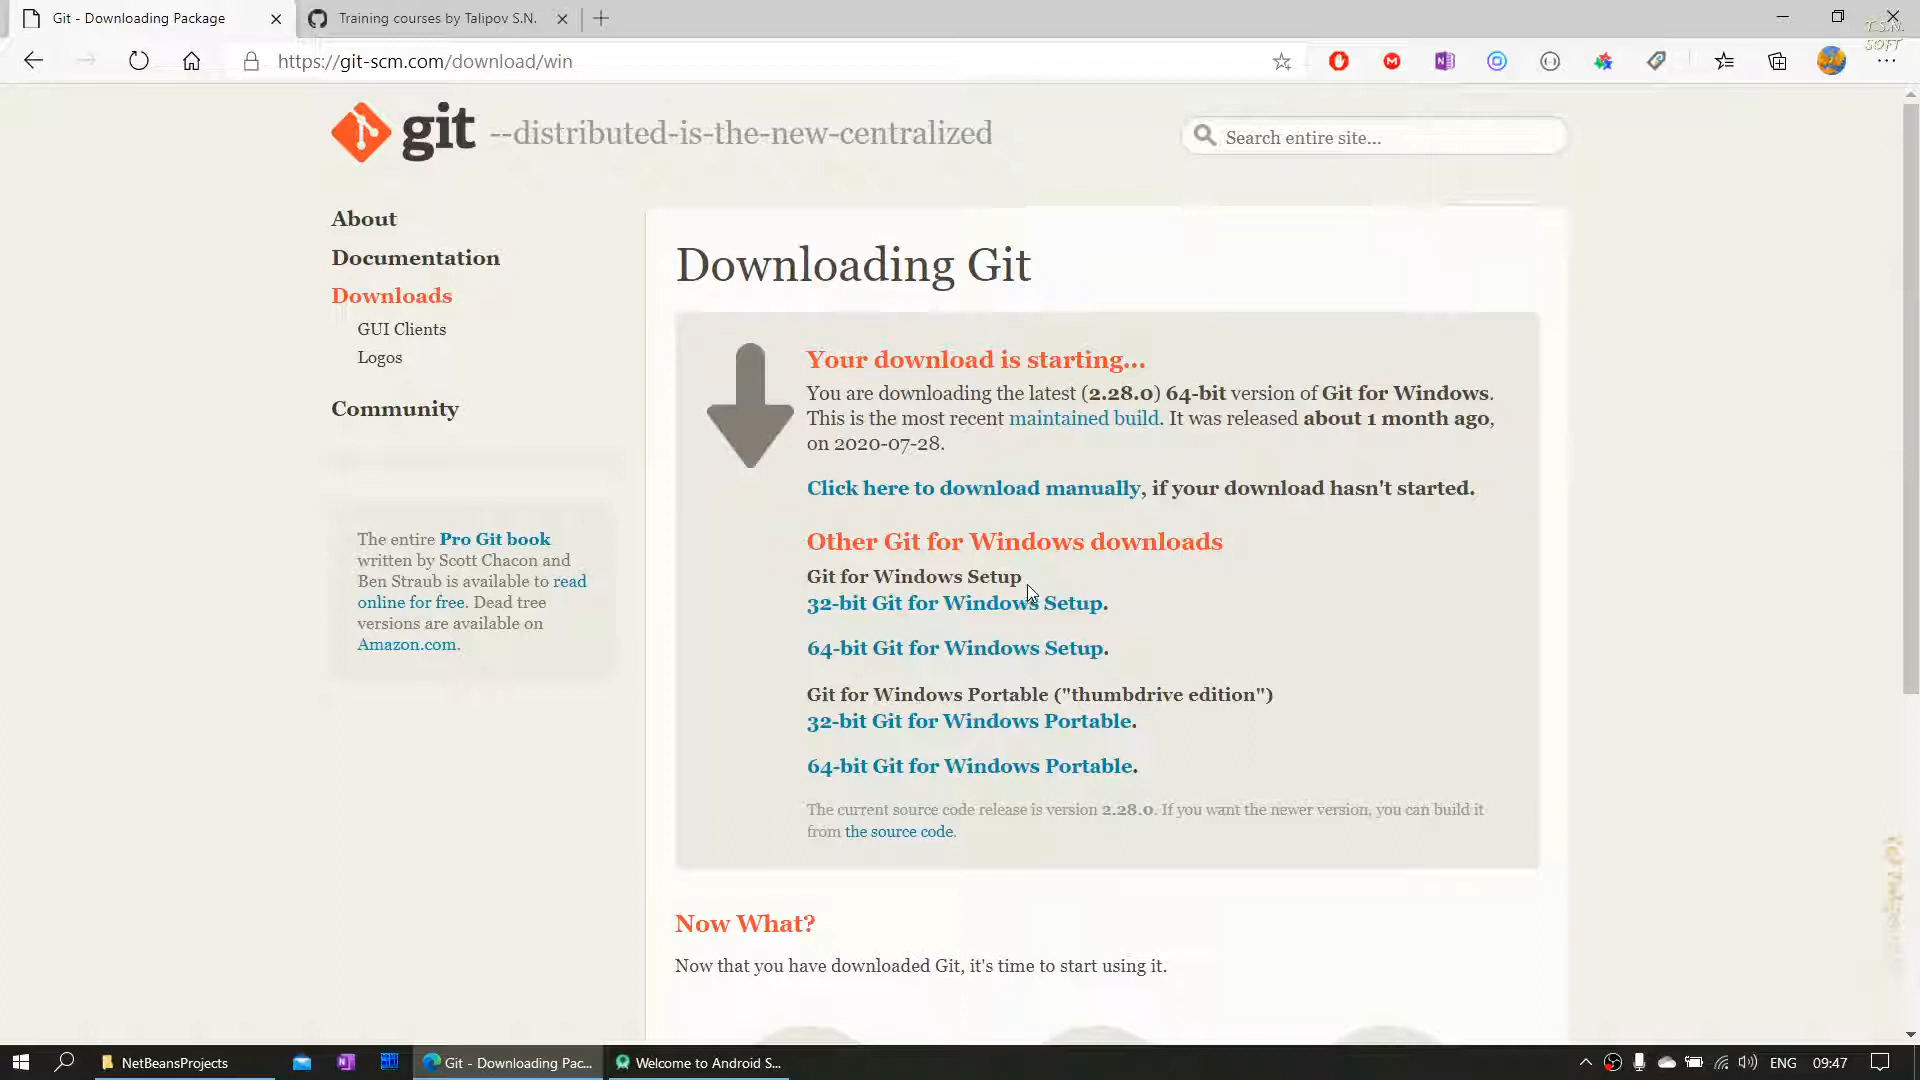 Git - Downloading Package
Training courses by Talipov S.N.
T.S.N.
SOFT
https://git-scm.com/download/win
git --distributed-is-the-new-centralized
Search entire site...
About
Documentation
Downloads
GUI Clients
Logos
Community
The entire Pro Git book
written by Scott Chacon and
Ben Straub is available to read
online for free. Dead tree
versions are available on
Amazon.com.
Downloading Git
Your download is starting...
You are downloading the latest (2.28.0) 64-bit version of Git for Windows.
This is the most recent maintained build. It was released about 1 month ago,
on 2020-07-28.
Click here to download manually, if your download hasn't started.
Other Git for Windows downloads
Git for Windows Setup
32-bit Git for Windows Setup.
64-bit Git for Windows Setup.
Git for Windows Portable ("thumbdrive edition")
32-bit Git for Windows Portable.
64-bit Git for Windows Portable.
The current source code release is version 2.28.0. If you want the newer version, you can build it
from the source code.
Now What?
Now that you have downloaded Git, it's time to start using it.
NetBeansProjects
Git - Downloading Pac...
Welcome to Android S...
ENG
09:47